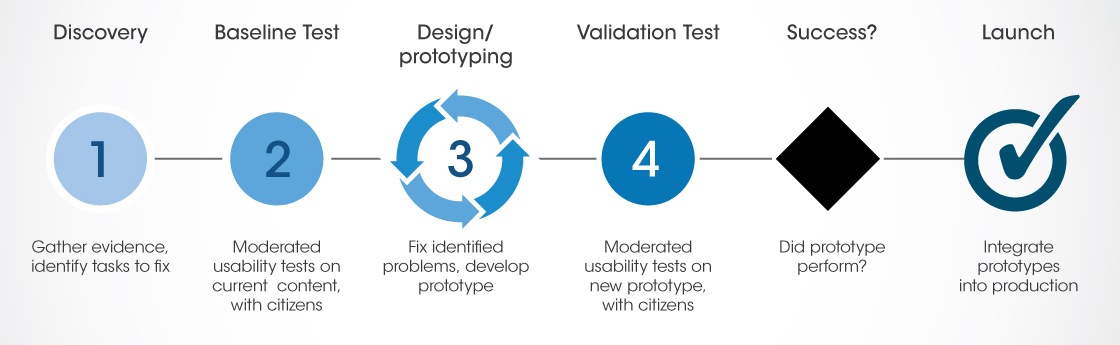 Discovery
Baseline Test
Design/
prototyping
Validation Test
Success?
Launch
1
2
3
4
Gather evidence,
identify tasks to fix
Moderated
usability tests on
current content,
with citizens
Fix identified
problems, develop
prototype
Moderated
usability tests on
new prototype,
with citizens
Did prototype
perform?
Integrate
prototypes
into production